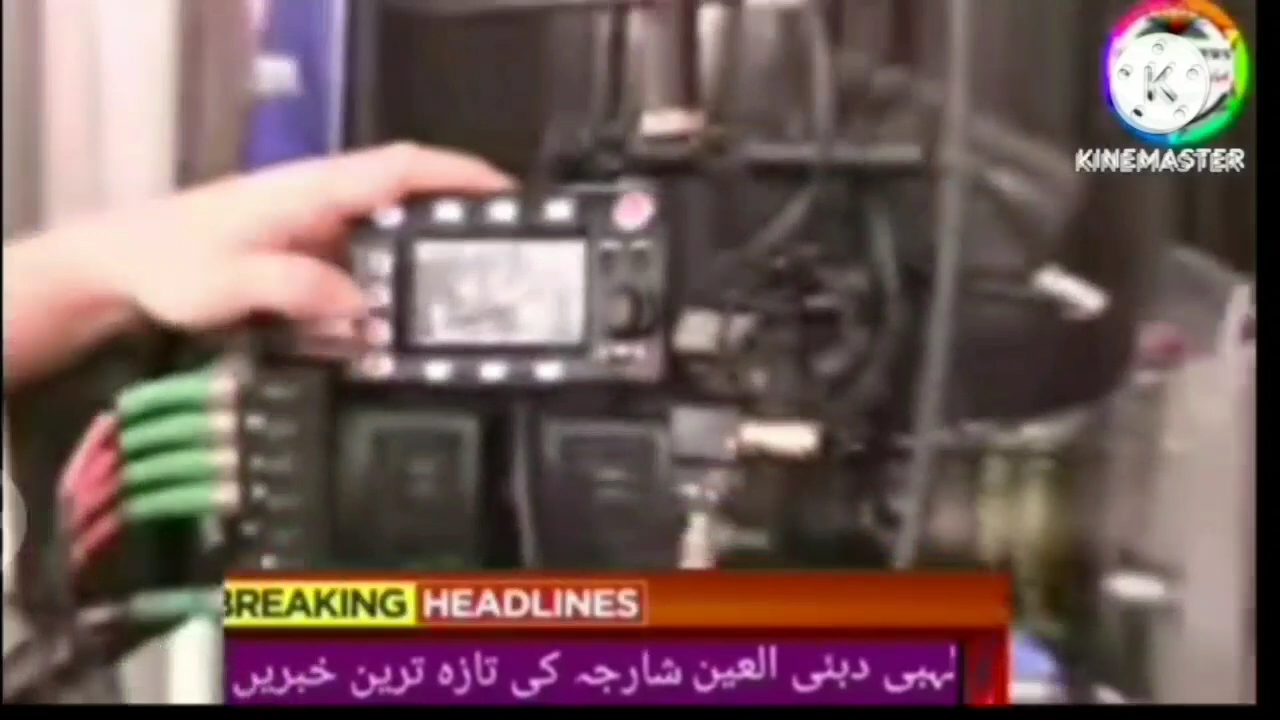 KINEMASTER
BREAKING HEADLINES
دبئی العین شارجہ کی تازہ ترین خبریں